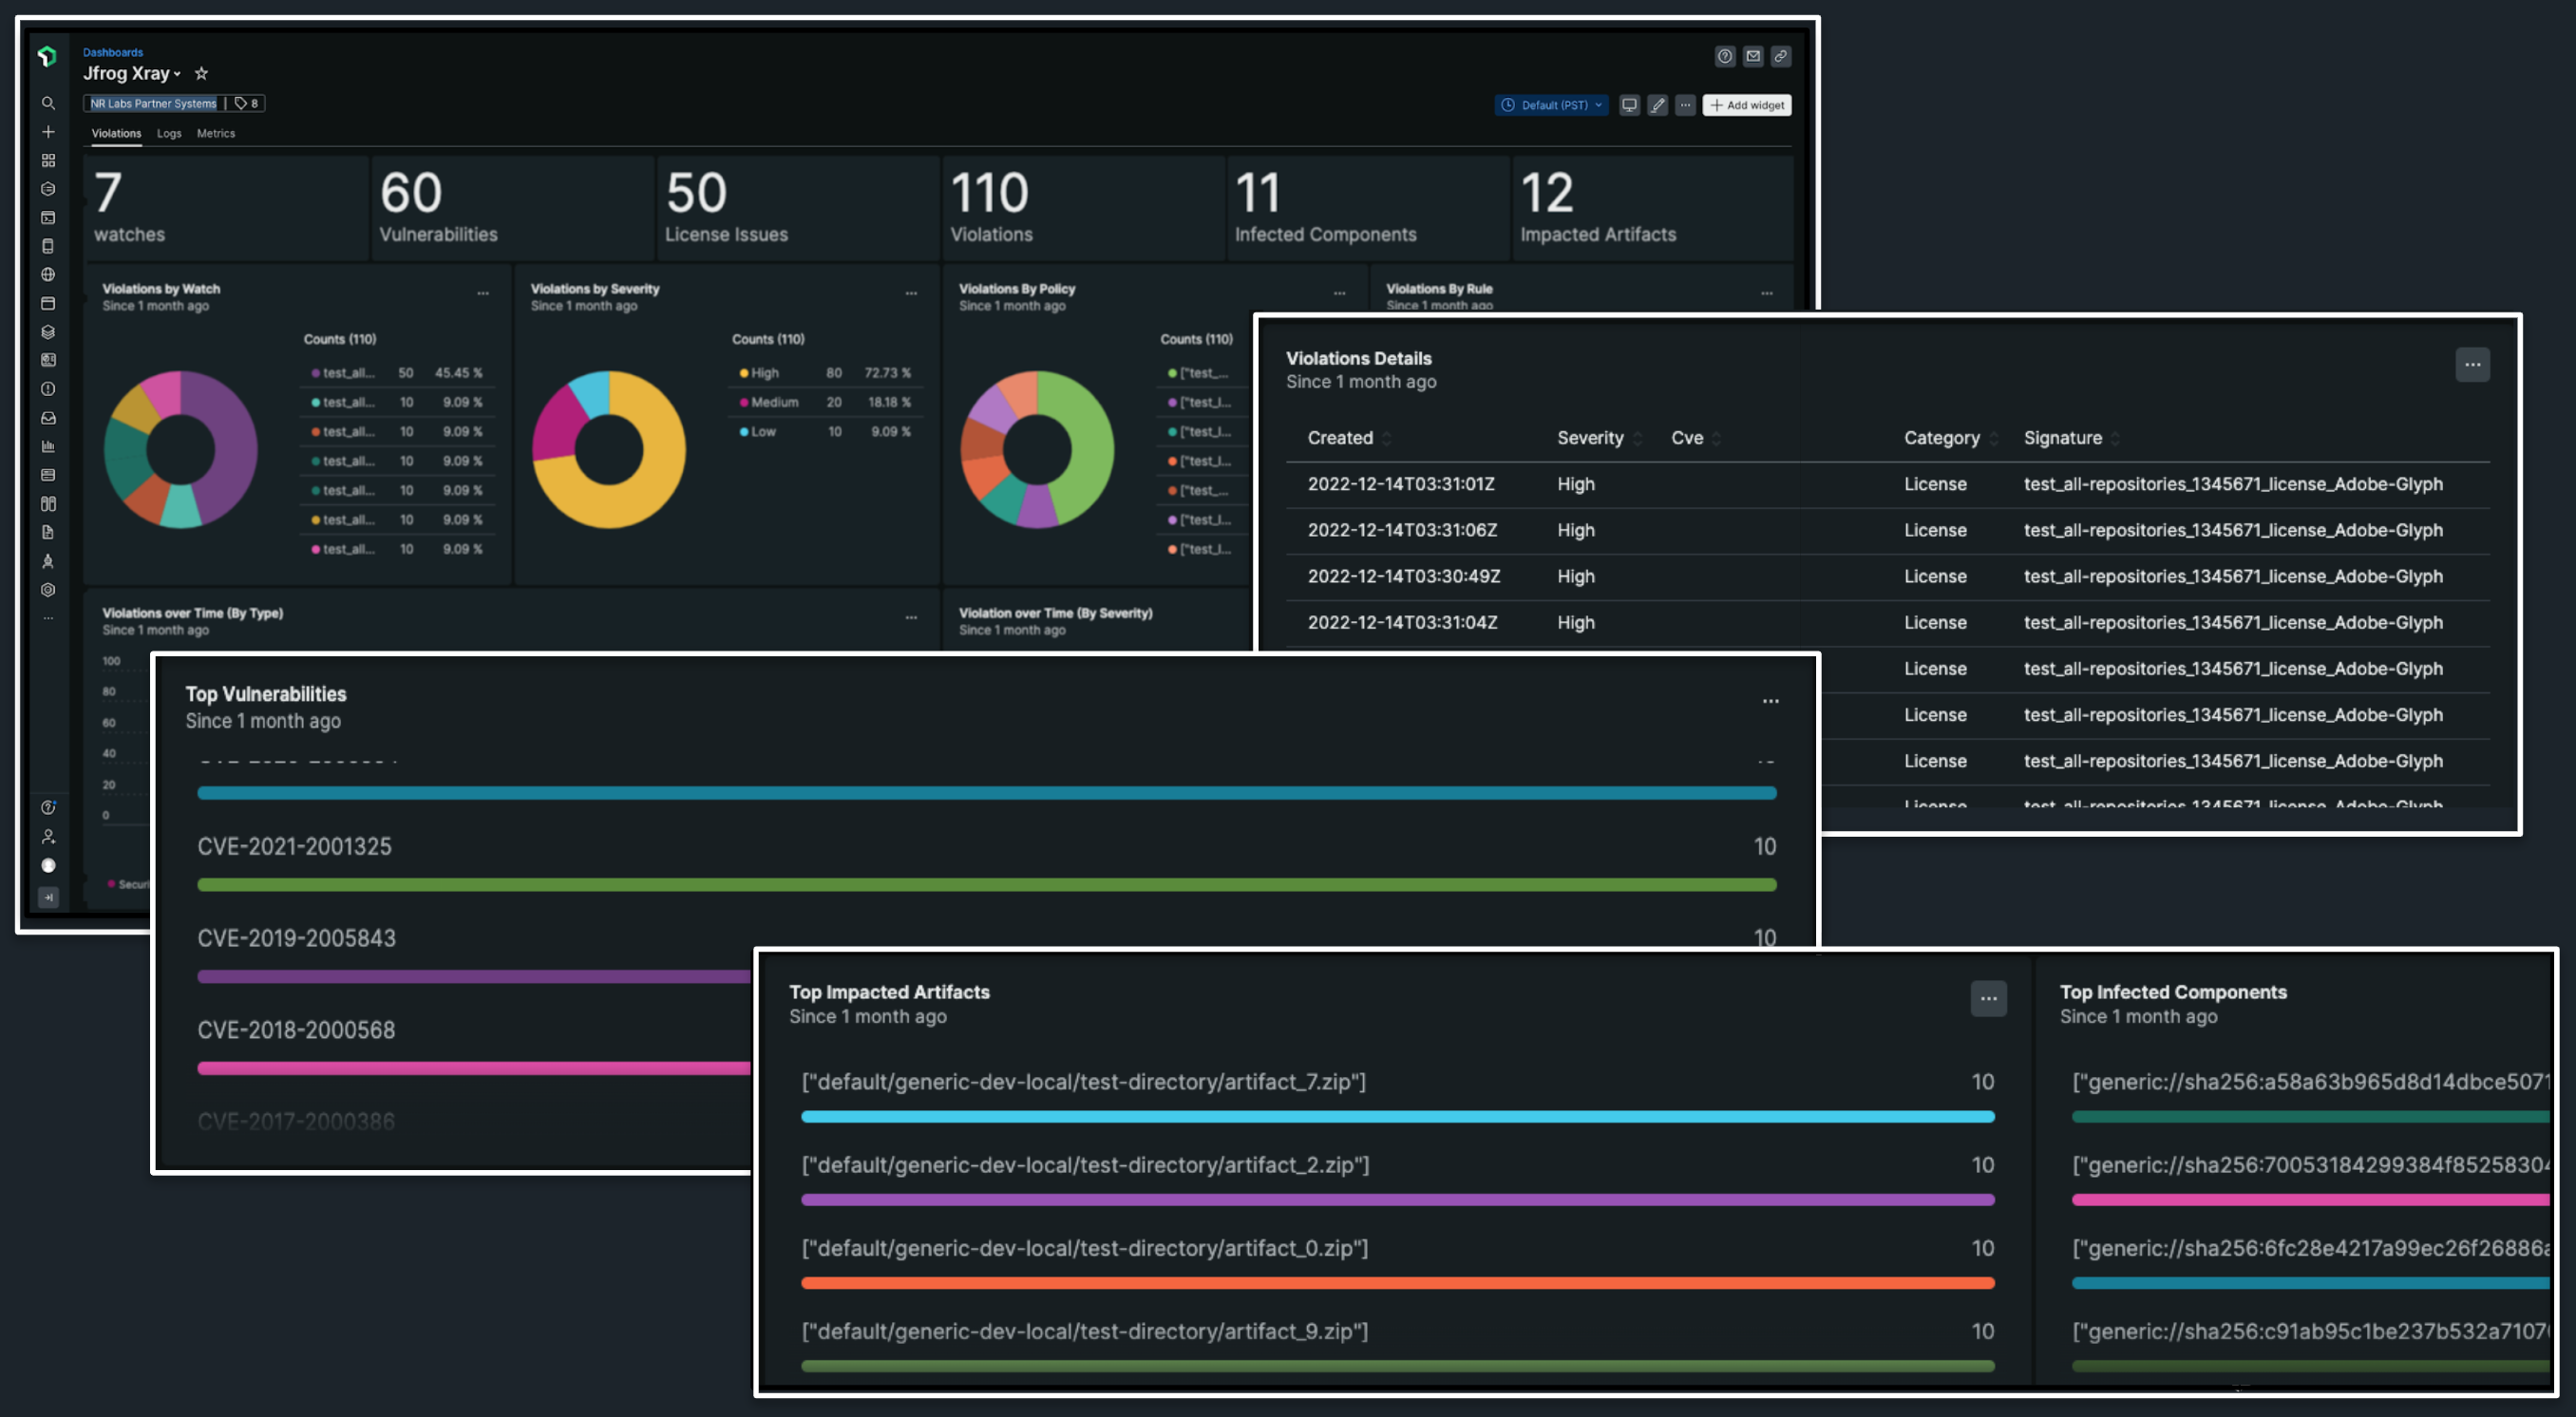 Dashboards
Jfrog Xray
NR Labs Partner Systems | 8
Default (PST)
Add widget
Violations Logs Metrics
7
watches
60
Vulnerabilities
50
License Issues
110
Violations
11
Infected Components
12
Impacted Artifacts
Violations by Watch
Since 1 month ago
Counts (110)
test_all... 50 45.45 %
test_all... 10 9.09 %
test_all... 10 9.09 %
test_all... 10 9.09 %
test_all... 10 9.09 %
test_all... 10 9.09 %
test_all... 10 9.09 %
Violations by Severity
Since 1 month ago
Counts (110)
High 80 72.73 %
Medium 20 18.18 %
Low 10 9.09 %
Violations By Policy
Since 1 month ago
Counts (110)
["test_...
["test_l...
["test_l...
["test_l...
["test_...
["test_l...
["test_l...
Violations By Rule
Since 1 month ago
Violations over Time (By Type)
Since 1 month ago
100
80
60
40
20
0
Securi
Violation over Time (By Severity)
Since 1 month ago
Violations Details
Since 1 month ago
Created Severity Cve Category Signature
2022-12-14T03:31:01Z High License test_all-repositories_1345671_license_Adobe-Glyph
2022-12-14T03:31:06Z High License test_all-repositories_1345671_license_Adobe-Glyph
2022-12-14T03:30:49Z High License test_all-repositories_1345671_license_Adobe-Glyph
2022-12-14T03:31:04Z High License test_all-repositories_1345671_license_Adobe-Glyph
License test_all-repositories_1345671_license_Adobe-Glyph
License test_all-repositories_1345671_license_Adobe-Glyph
License test_all-repositories_1345671_license_Adobe-Glyph
License test_all-repositories_1345671_license_Adobe-Glyph
Top Vulnerabilities
Since 1 month ago
CVE-2021-2001325 10
CVE-2019-2005843 10
CVE-2018-2000568
CVE-2017-2000386
Top Impacted Artifacts
Since 1 month ago
["default/generic-dev-local/test-directory/artifact_7.zip"] 10
["default/generic-dev-local/test-directory/artifact_2.zip"] 10
["default/generic-dev-local/test-directory/artifact_0.zip"] 10
["default/generic-dev-local/test-directory/artifact_9.zip"] 10
Top Infected Components
Since 1 month ago
["generic://sha256:a58a63b965d8d14dbce5071
["generic://sha256:70053184299384f85258304
["generic://sha256:6fc28e4217a99ec26f26886a
["generic://sha256:c91ab95c1be237b532a7107